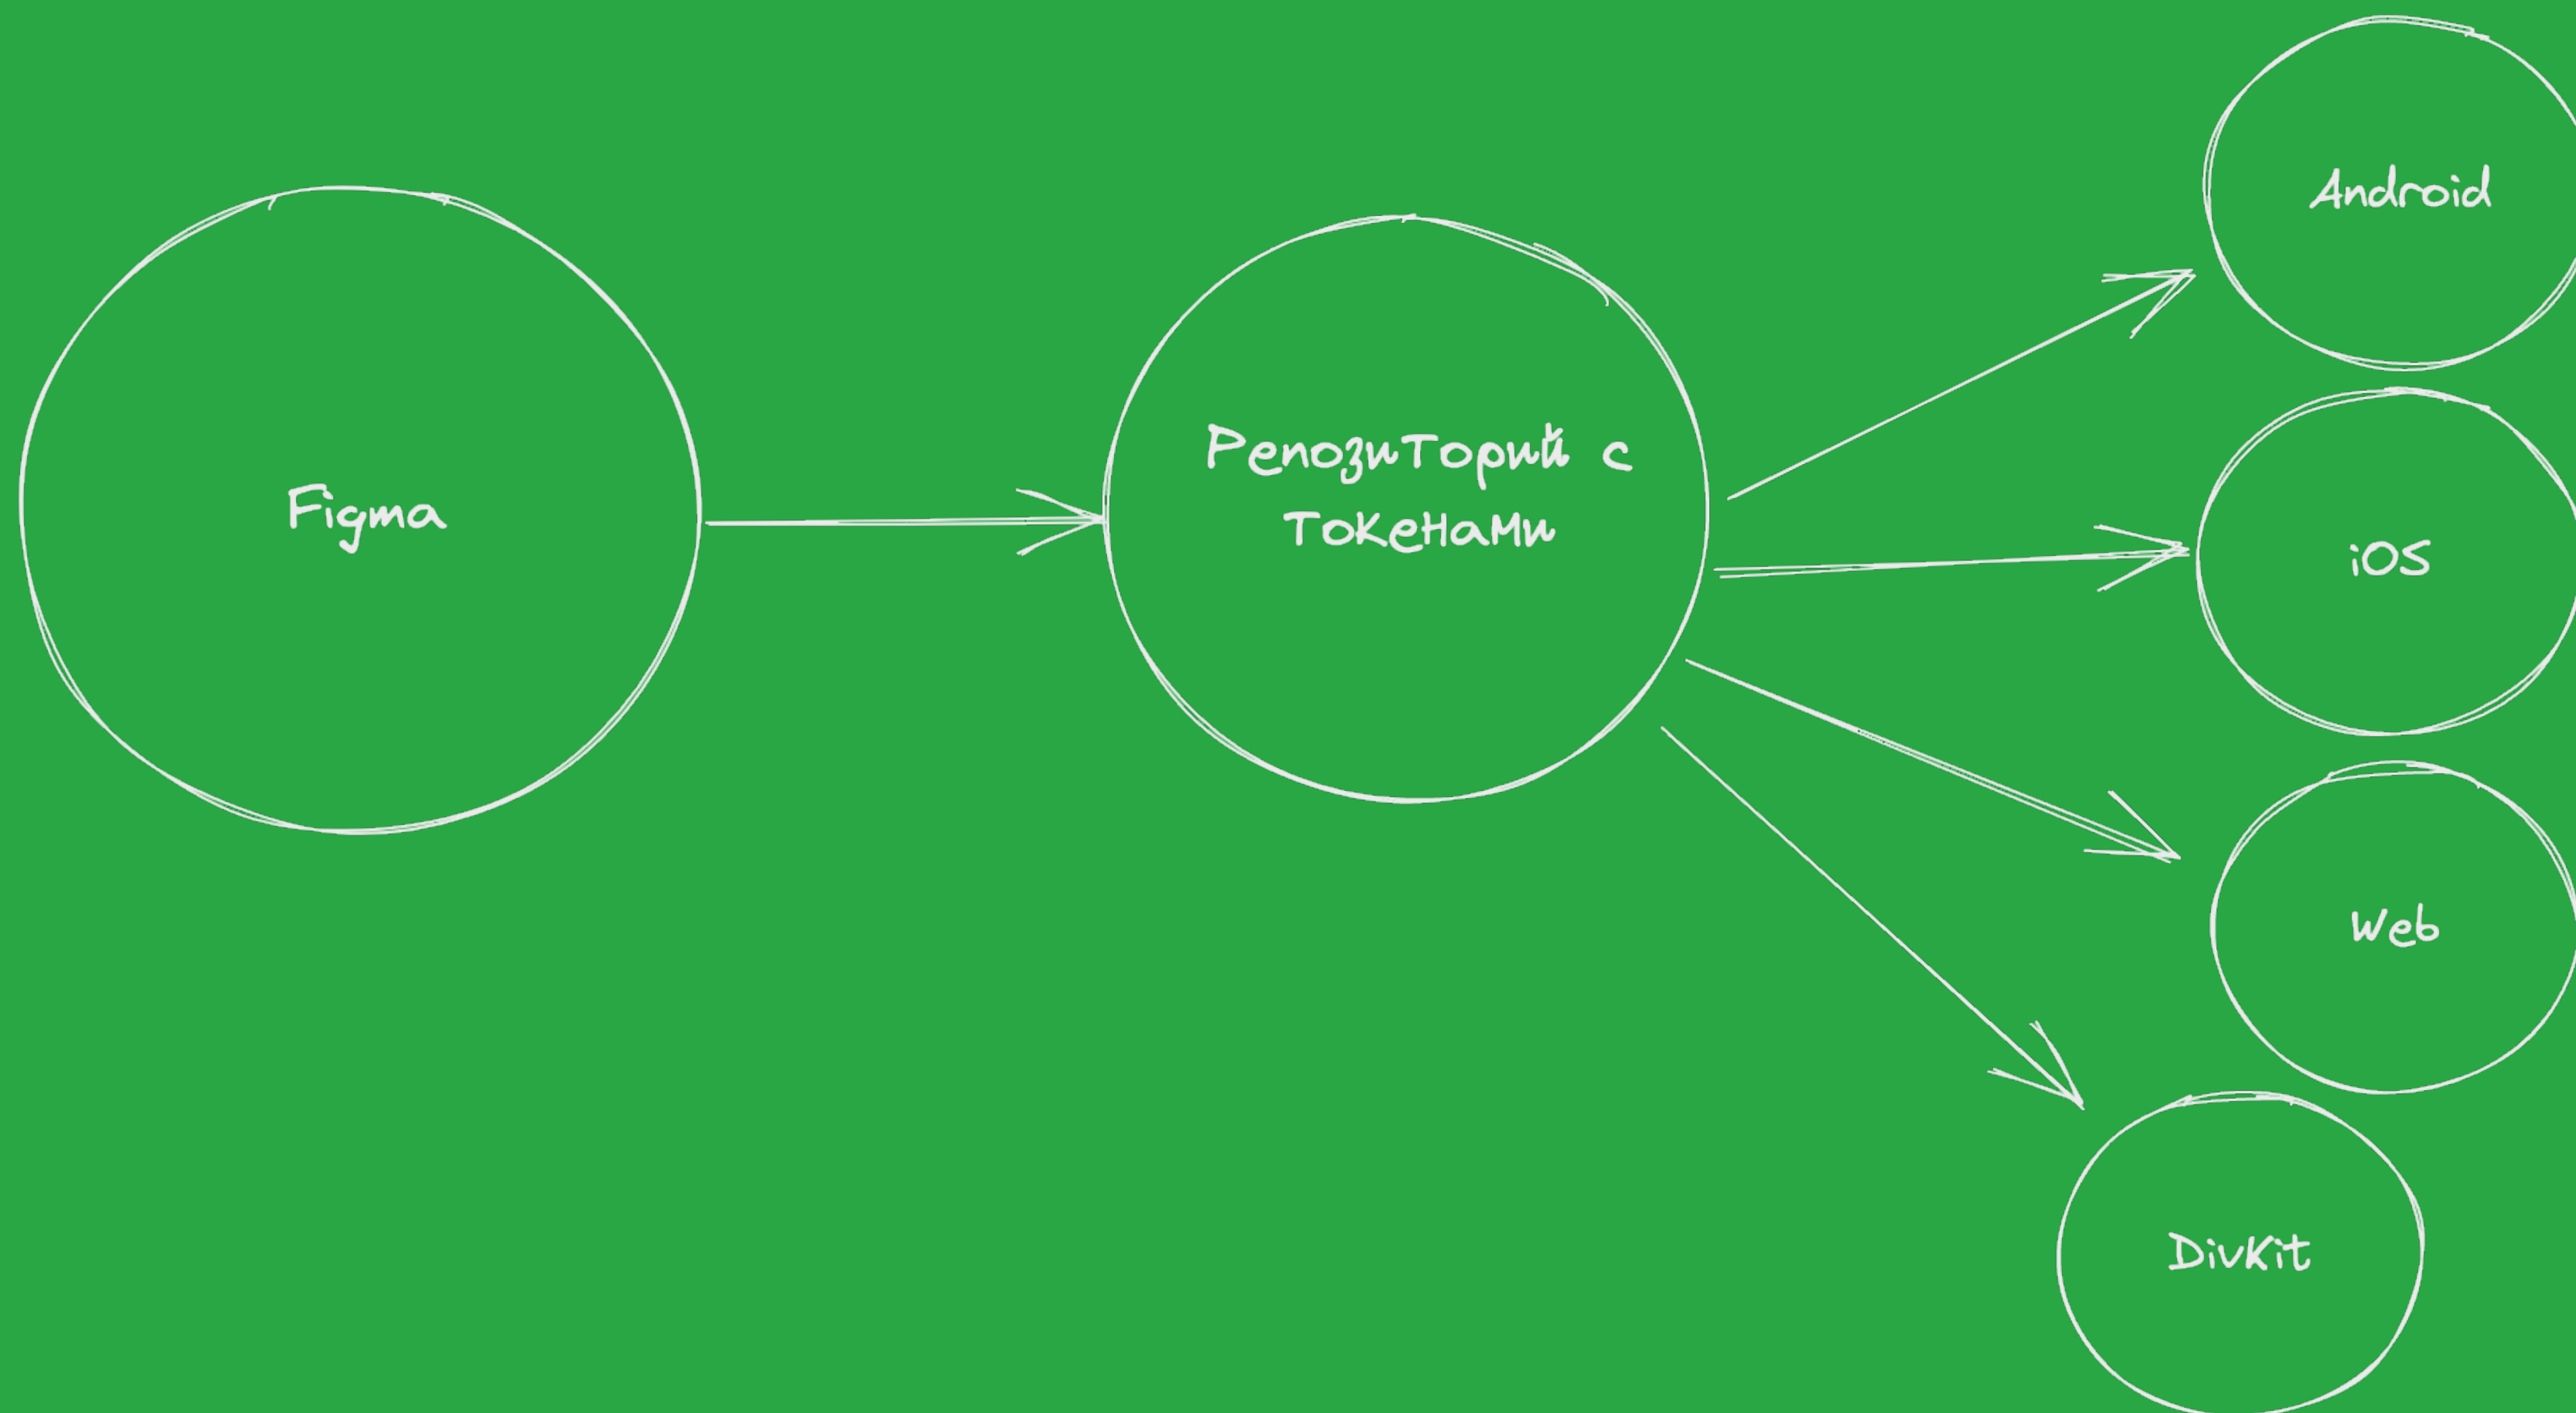 Figma
Репозиторий с
токенами
Android
iOS
Web
DivKit